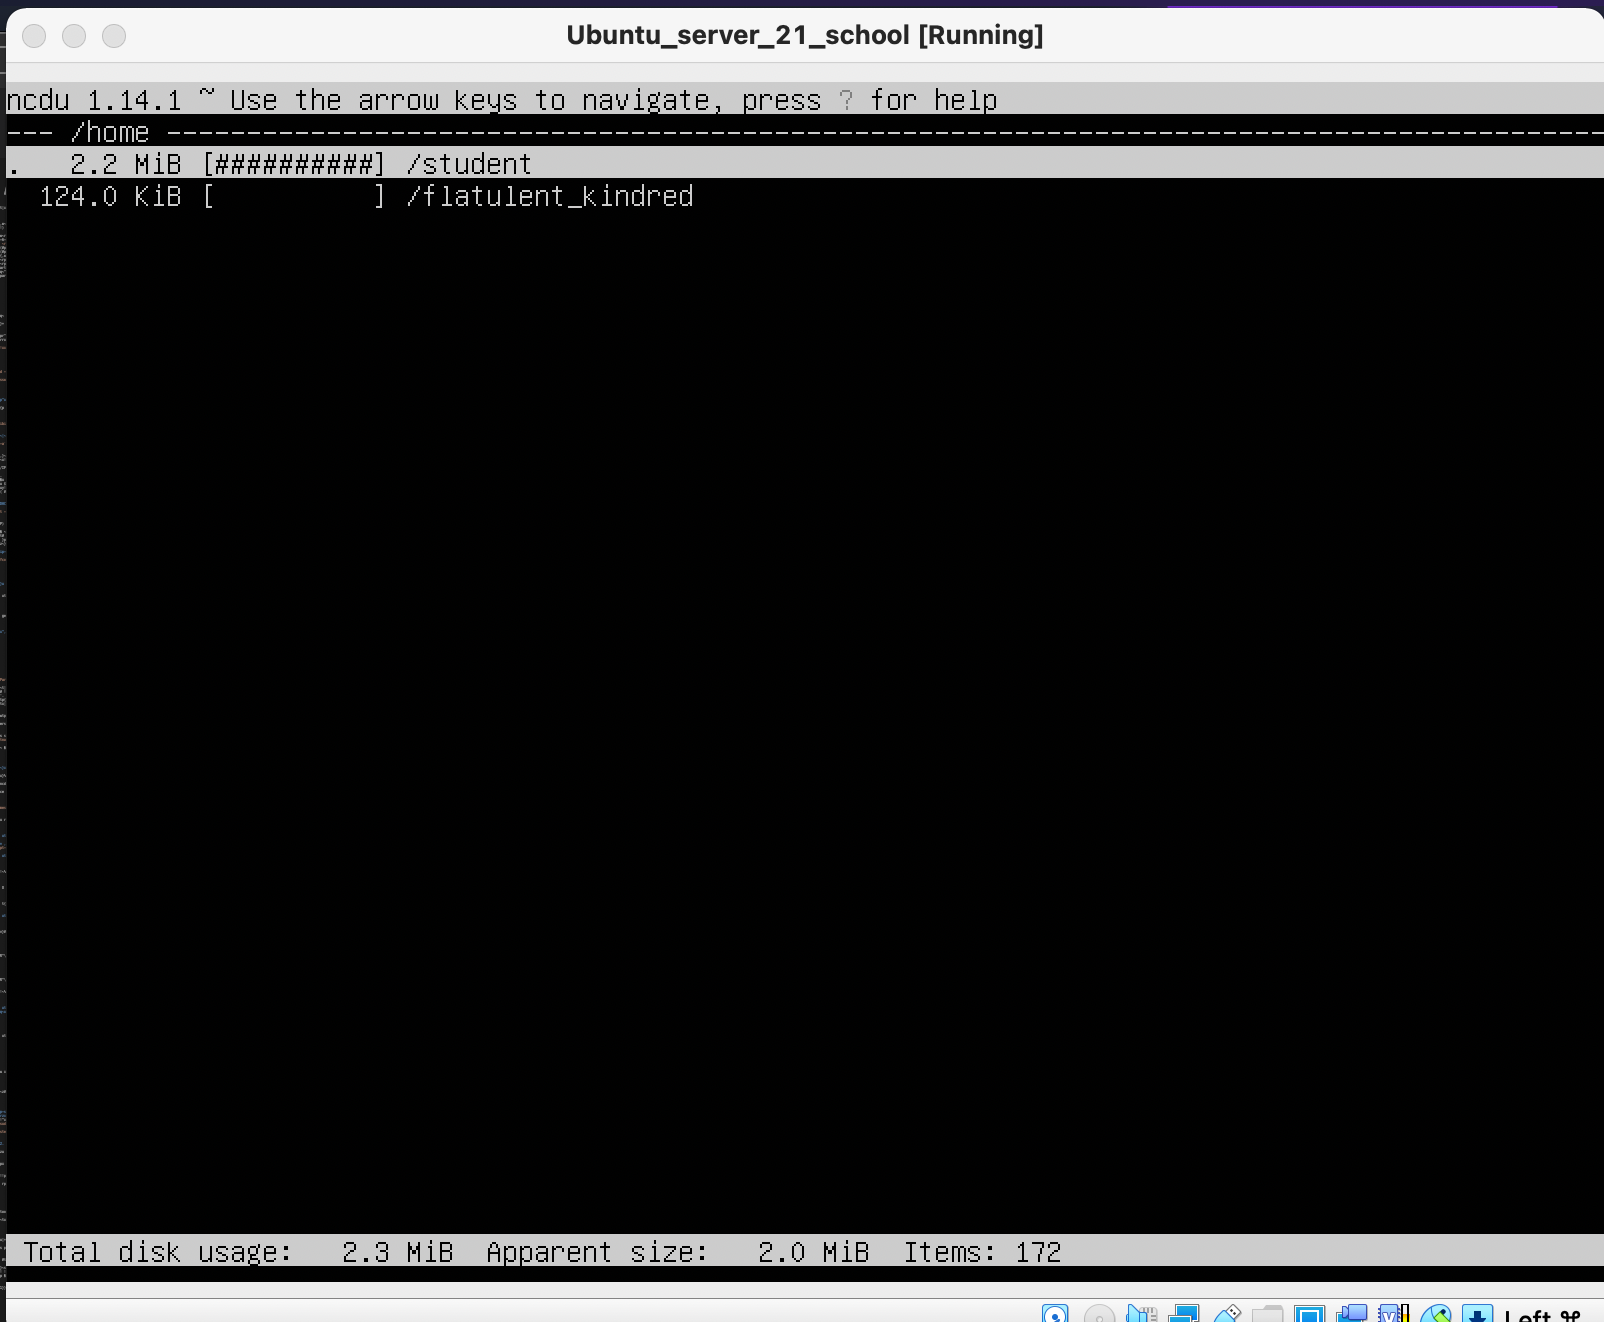 Ubuntu_server_21_school [Running]
ncdu 1.14.1 ~ Use the arrow keys to navigate, press ? for help
--- /home ------------------------------------------------------------------------------------------
.   2.2 MiB [##########] /student
  124.0 KiB [          ] /flatulent_kindred
Total disk usage:   2.3 MiB  Apparent size:   2.0 MiB  Items: 172
Left ⌘